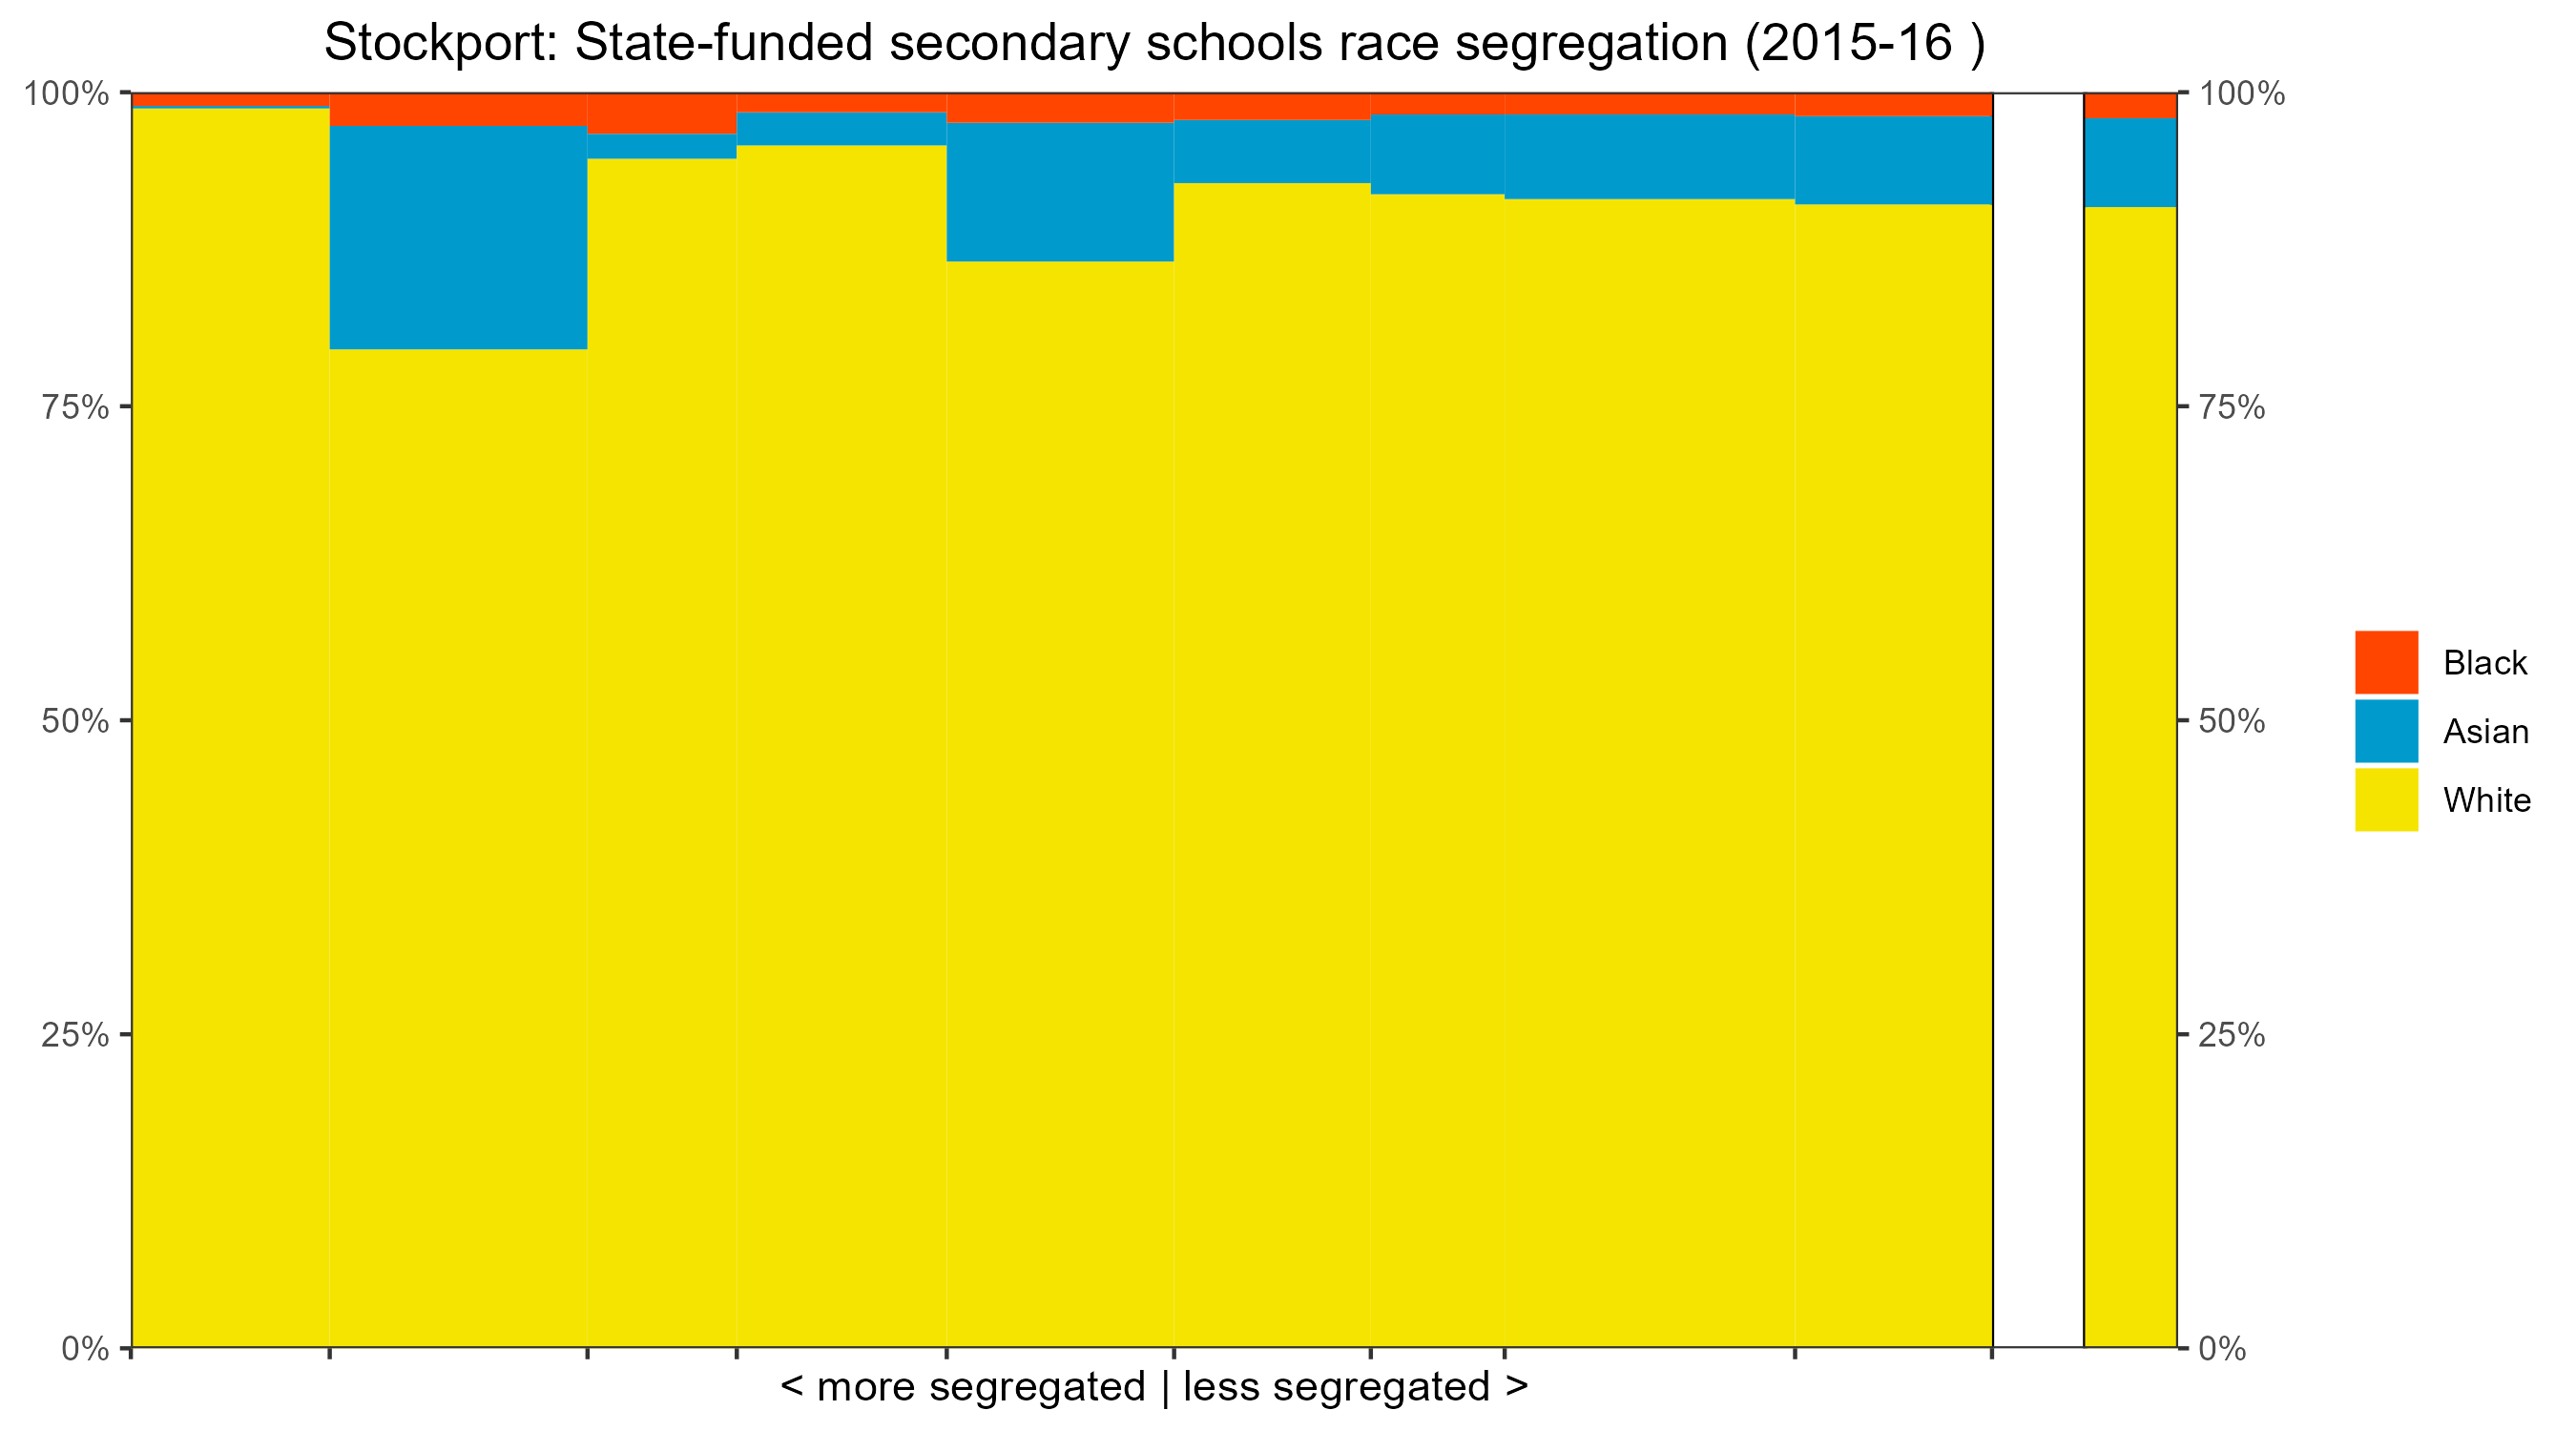 Stockport: State-funded secondary schools race segregation (2015-16 )
100%
75%
50%
25%
0%
100%
75%
50%
25%
0%
Black
Asian
White
< more segregated | less segregated >